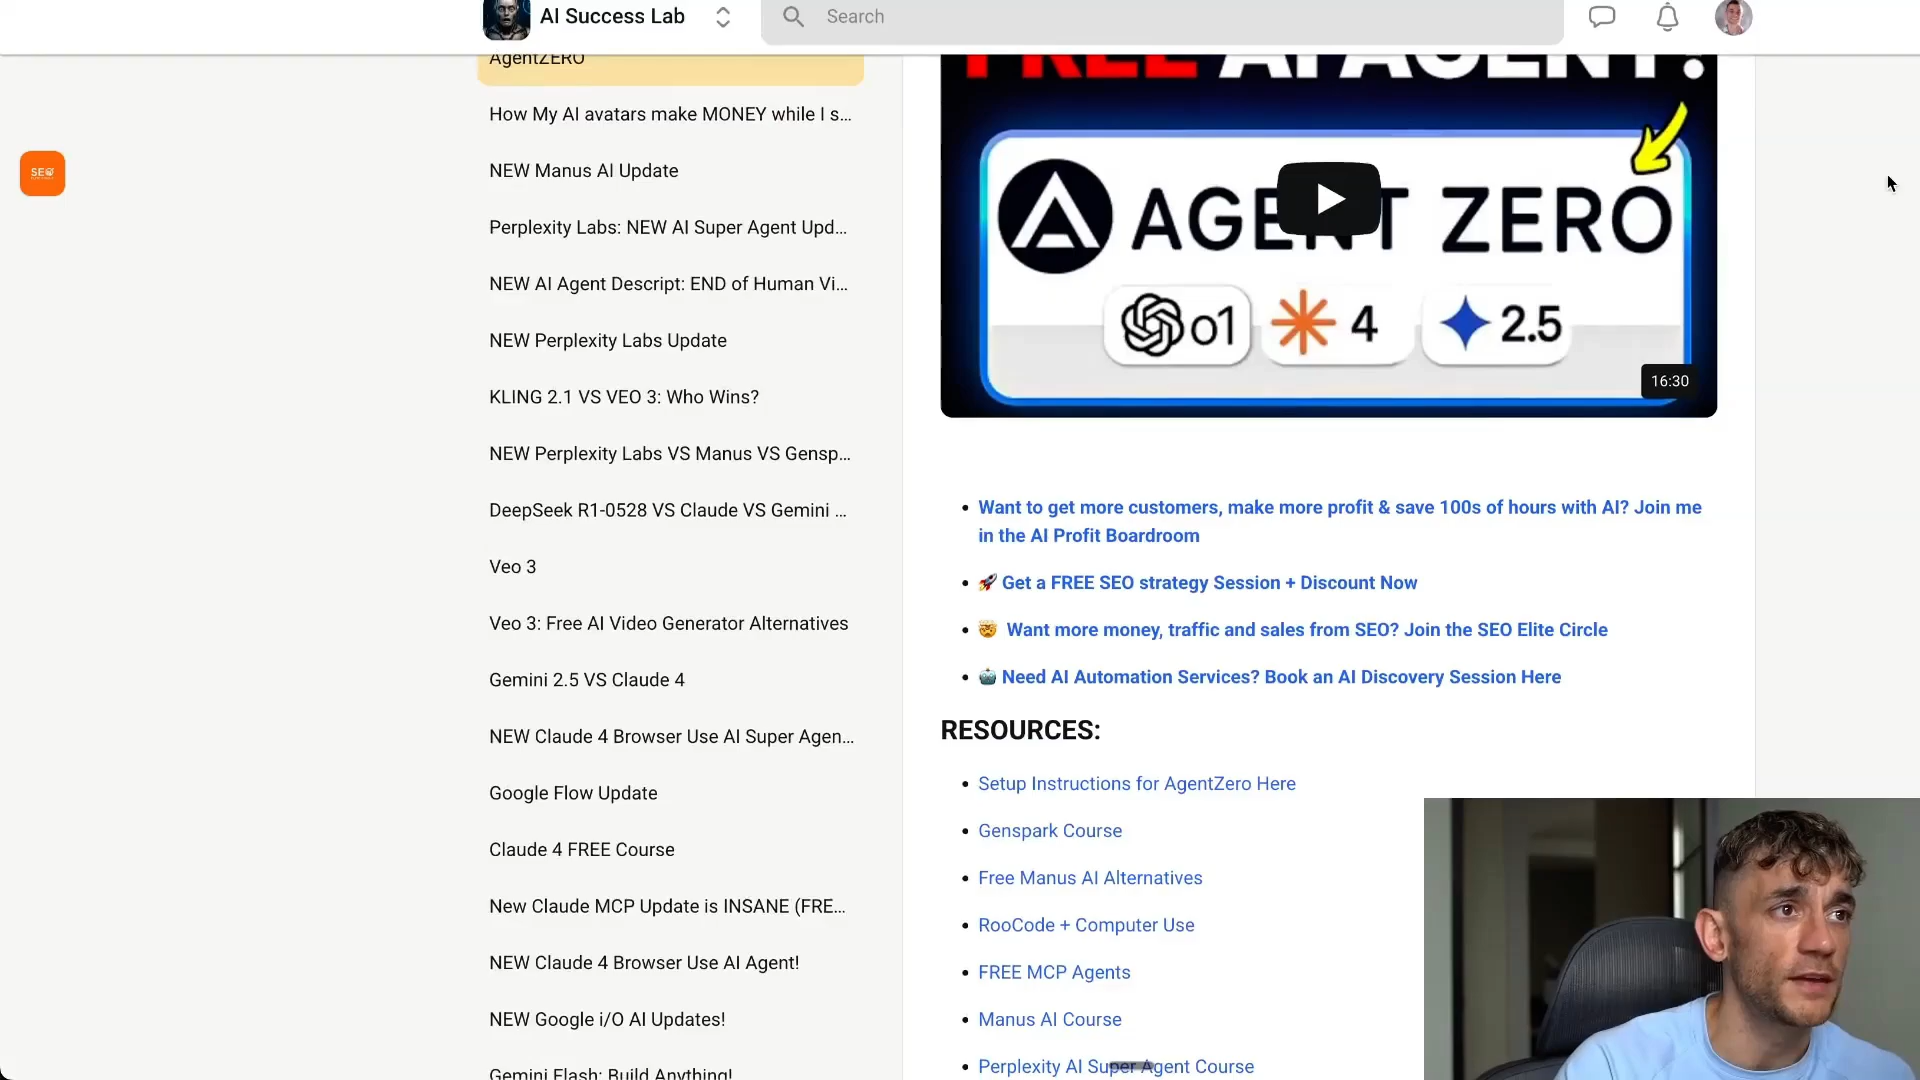 AI Success Lab
Search
AgentZERO
How My AI avatars make MONEY while I s...
NEW Manus AI Update
Perplexity Labs: NEW AI Super Agent Upd...
NEW AI Agent Descript: END of Human Vi...
NEW Perplexity Labs Update
KLING 2.1 VS VEO 3: Who Wins?
NEW Perplexity Labs VS Manus VS Gensp...
DeepSeek R1-0528 VS Claude VS Gemini ...
Veo 3
Veo 3: Free AI Video Generator Alternatives
Gemini 2.5 VS Claude 4
NEW Claude 4 Browser Use AI Super Agen...
Google Flow Update
Claude 4 FREE Course
New Claude MCP Update is INSANE (FRE...
NEW Claude 4 Browser Use AI Agent!
NEW Google i/O AI Updates!
Gemini Flash: Build Anything!
SEO
FREE AI AGENT!
AGENT ZERO
o1
4
2.5
16:30
Want to get more customers, make more profit & save 100s of hours with AI? Join me
in the AI Profit Boardroom
🚀 Get a FREE SEO strategy Session + Discount Now
🤯 Want more money, traffic and sales from SEO? Join the SEO Elite Circle
🤖 Need AI Automation Services? Book an AI Discovery Session Here
RESOURCES:
Setup Instructions for AgentZero Here
Genspark Course
Free Manus AI Alternatives
RooCode + Computer Use
FREE MCP Agents
Manus AI Course
Perplexity AI Super Agent Course